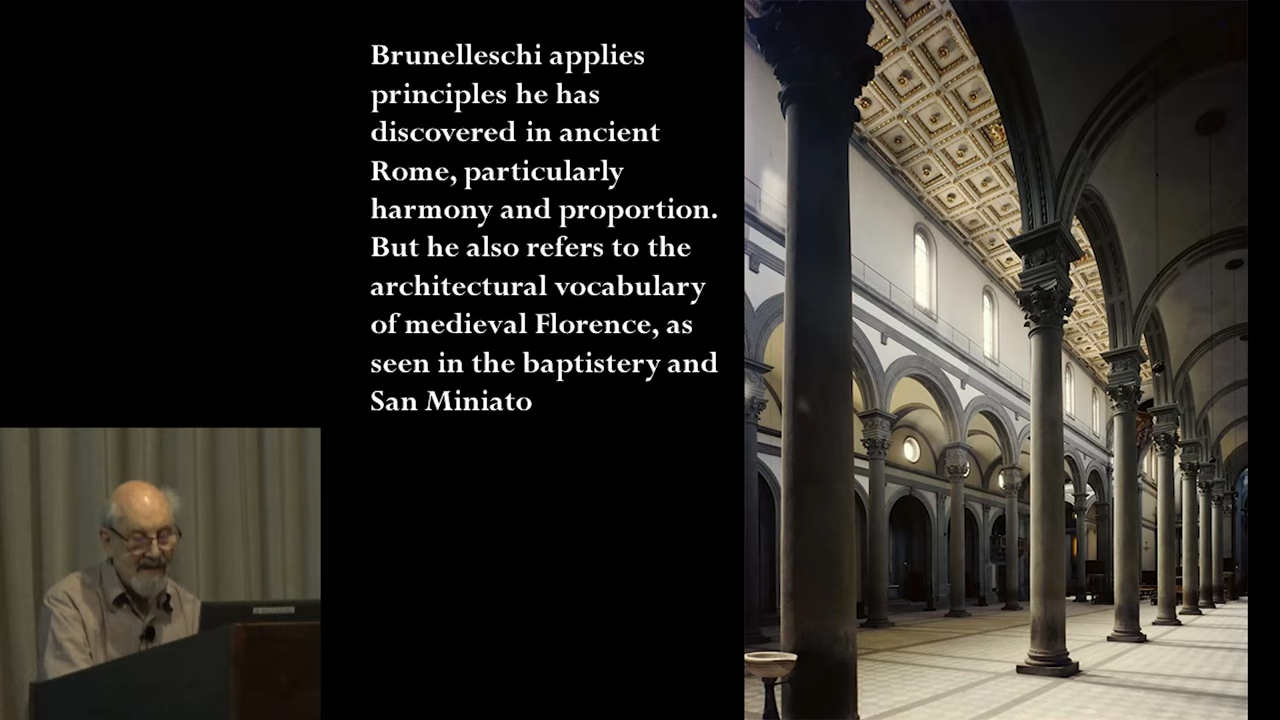 Brunelleschi applies
principles he has
discovered in ancient
Rome, particularly
harmony and proportion.
But he also refers to the
architectural vocabulary
of medieval Florence, as
seen in the baptistery and
San Miniato